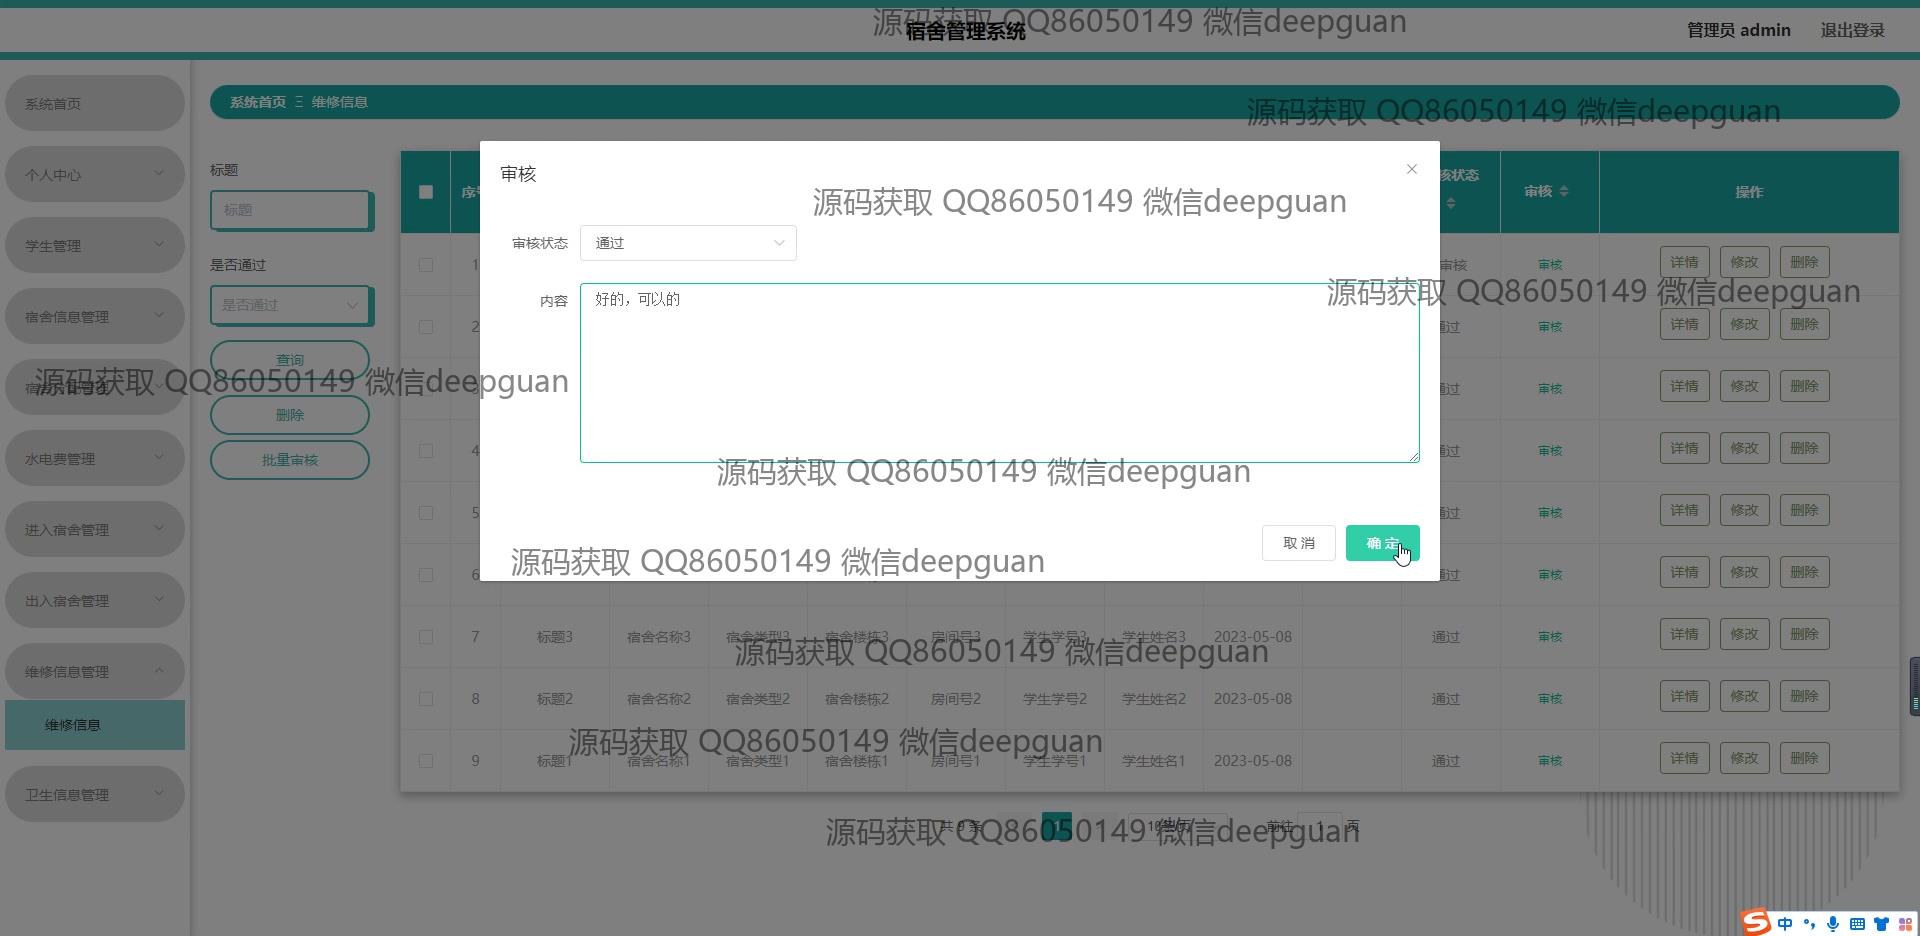 宿舍管理系统
源码获取 QQ86050149 微信deepguan
管理员 admin
退出登录
系统首页
个人中心
学生管理
宿舍信息管理
水电费管理
进入宿舍管理
出入宿舍管理
维修信息管理
维修信息
卫生信息管理
系统首页 Ξ 维修信息
源码获取 QQ86050149 微信deepguan
标题
标题
是否通过
是否通过
查询
删除
批量审核
审核
源码获取 QQ86050149 微信deepguan
审核状态 通过
内容 好的，可以的
源码获取 QQ86050149 微信deepguan
源码获取 QQ86050149 微信deepguan
源码获取 QQ86050149 微信deepguan
取消 确定
源码获取 QQ86050149 微信deepguan
核状态 审核 操作
1 审核 审核 详情 修改 删除
2 通过 审核 详情 修改 删除
通过 审核 详情 修改 删除
4 通过 审核 详情 修改 删除
5 通过 审核 详情 修改 删除
6 通过 审核 详情 修改 删除
7 标题3 宿舍名称3 宿舍类型3 宿舍楼栋3 房间号3 学生学号3 学生姓名3 2023-05-08 通过 审核 详情 修改 删除
源码获取 QQ86050149 微信deepguan
8 标题2 宿舍名称2 宿舍类型2 宿舍楼栋2 房间号2 学生学号2 学生姓名2 2023-05-08 通过 审核 详情 修改 删除
源码获取 QQ86050149 微信deepguan
9 标题1 宿舍名称1 宿舍类型1 宿舍楼栋1 房间号1 学生学号1 学生姓名1 2023-05-08 通过 审核 详情 修改 删除
共 9 条 1 10条/页 前往 1 页
源码获取 QQ86050149 微信deepguan
中